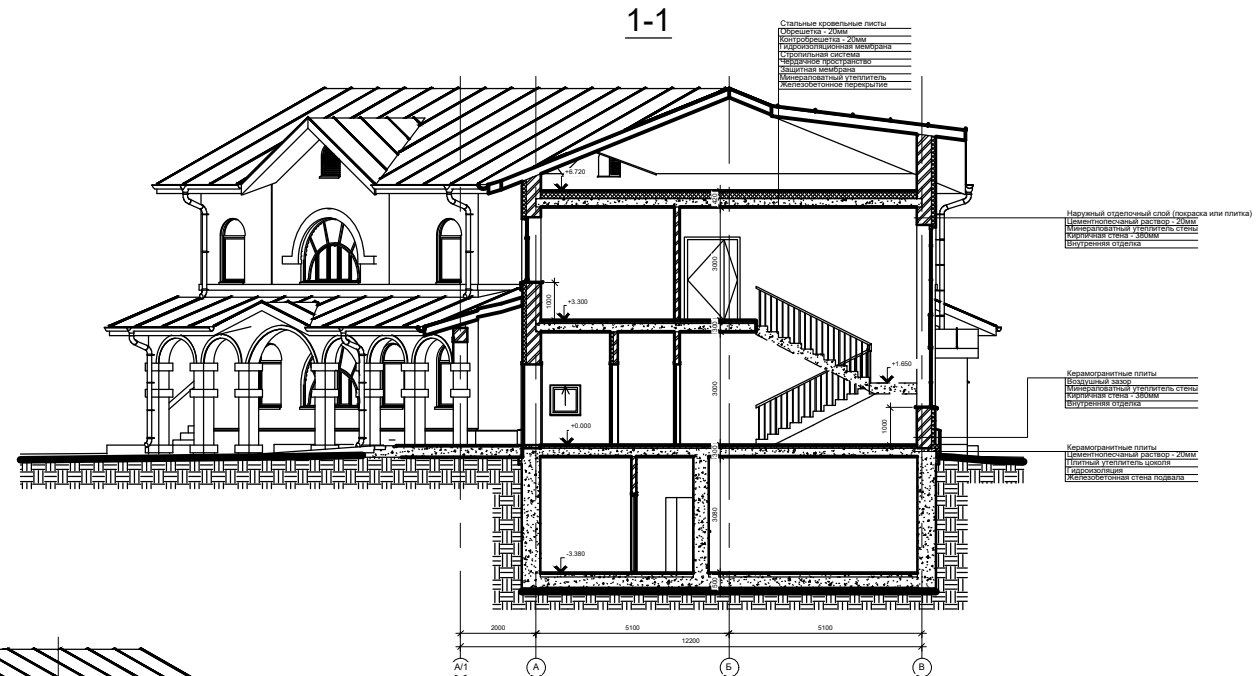 1-1
Стальные кровельные листы
Обрешетка - 20мм
Контробрешетка - 20мм
Гидроизоляционная мембрана
Стропильная система
Чердачное пространство
Защитная мембрана
Минераловатный утеплитель
Железобетонное перекрытие
+6.720
Наружный отделочный слой (покраска или плитка)
Цементнопесчаный раствор - 20мм
Минераловатный утеплитель стены
Кирпичная стена - 380мм
Внутренняя отделка
3000
1000
+3.300
300
+1.650
3000
Керамогранитные плиты
Воздушный зазор
Минераловатный утеплитель стены
Кирпичная стена - 380мм
Внутренняя отделка
1000
+0.000
300
Керамогранитные плиты
Цементнопесчаный раствор - 20мм
Плитный утеплитель цоколя
Гидроизоляция
Железобетонная стена подвала
3080
-3.380
2000 5100 5100
12200
А/1 А Б В